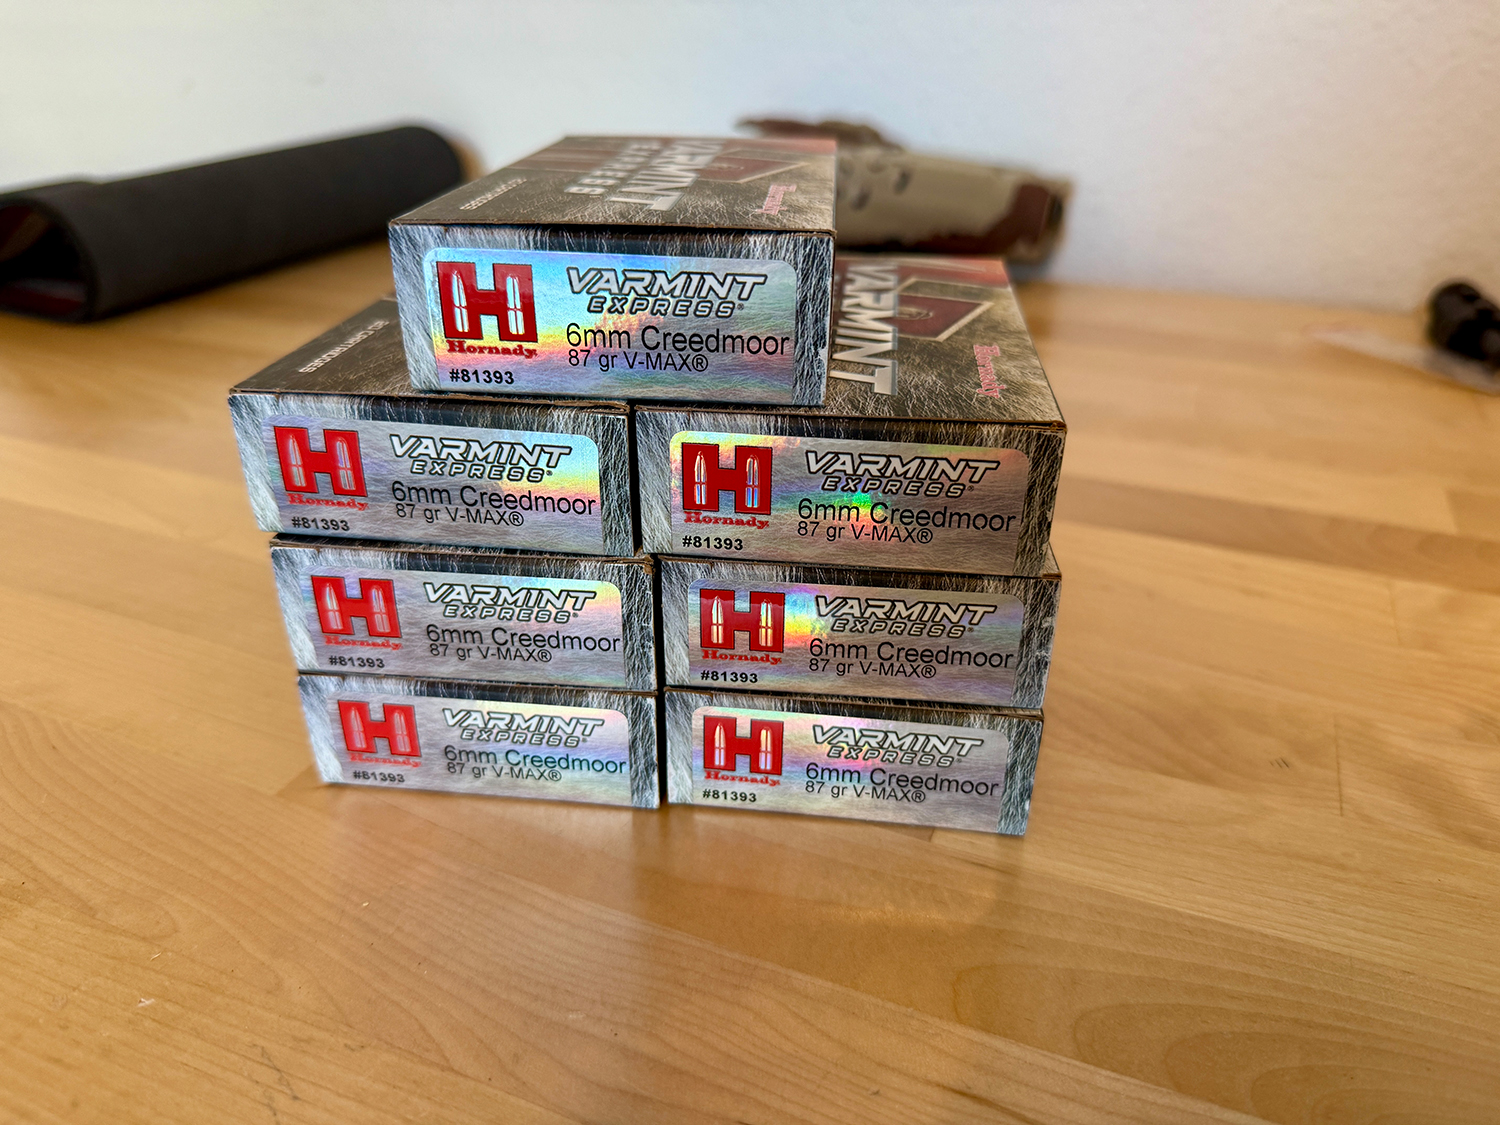 VARMINT
EXPRESS
Hornady
VARMINT
EXPRESS®
6mm Creedmoor
87 gr V-MAX®
Hornady
#81393
VARMINT
Hornady
VARMINT
EXPRESS®
6mm Creedmoor
87 gr V-MAX®
Hornady
#81393
VARMINT
EXPRESS®
6mm Creedmoor
87 gr V-MAX®
Hornady
#81393
VARMINT
EXPRESS®
6mm Creedmoor
87 gr V-MAX®
Hornady
#81393
VARMINT
EXPRESS®
6mm Creedmoor
87 gr V-MAX®
Hornady
#81393
VARMINT
EXPRESS®
6mm Creedmoor
87 gr V-MAX®
Hornady
#81393
VARMINT
EXPRESS®
6mm Creedmoor
87 gr V-MAX®
Hornady
#81393